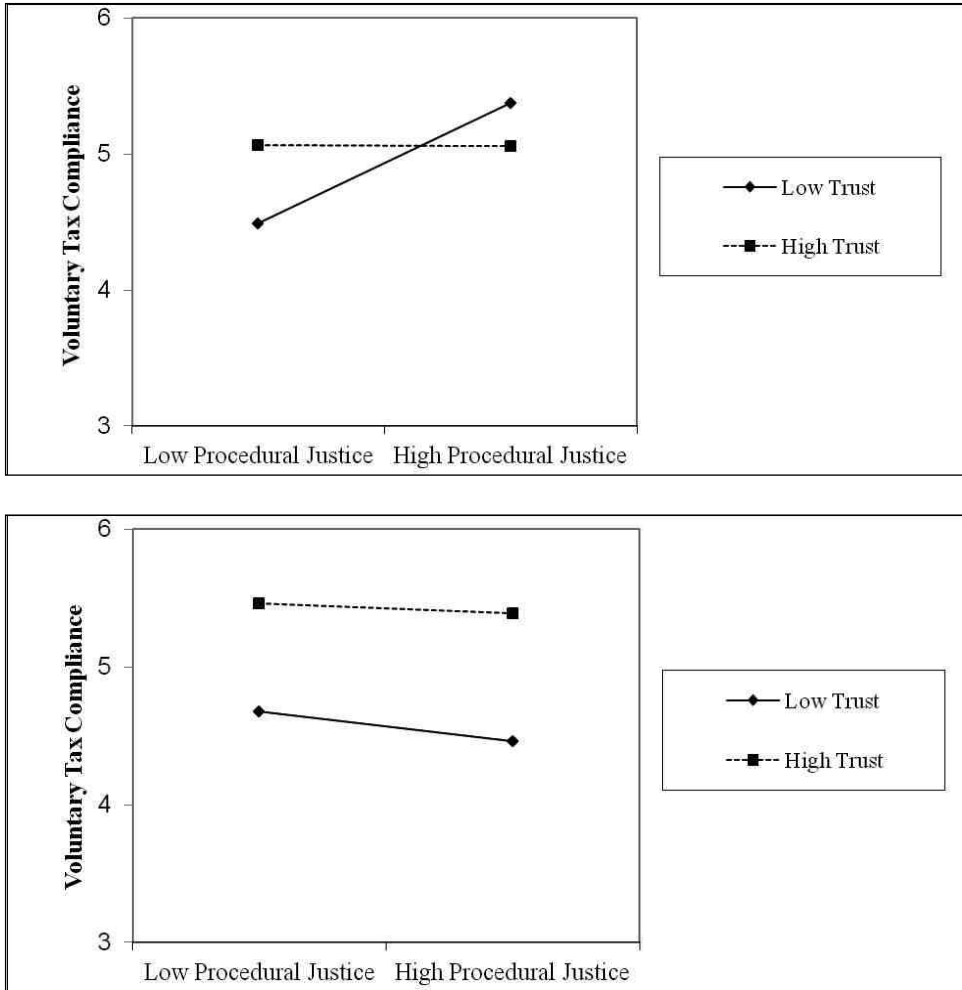 6
5
4
3
Voluntary Tax Compliance
Low Procedural Justice
High Procedural Justice
Low Trust
High Trust
6
5
4
3
Voluntary Tax Compliance
Low Procedural Justice
High Procedural Justice
Low Trust
High Trust